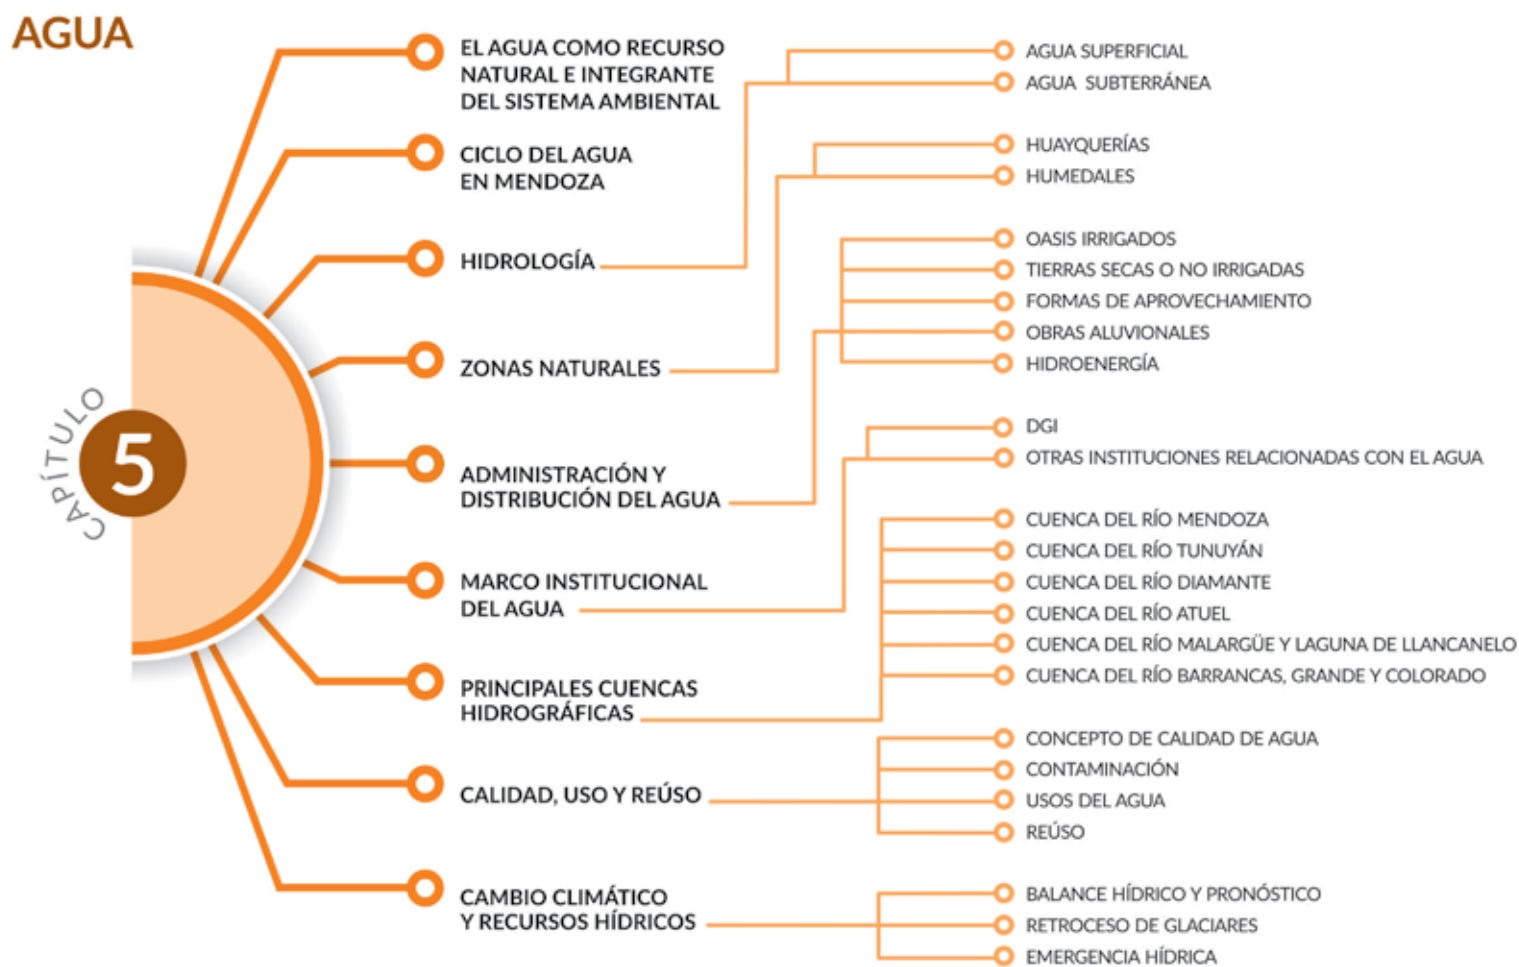 AGUA
CAPÍTULO
5
EL AGUA COMO RECURSO
NATURAL E INTEGRANTE
DEL SISTEMA AMBIENTAL
CICLO DEL AGUA
EN MENDOZA
HIDROLOGÍA
AGUA SUPERFICIAL
AGUA SUBTERRÁNEA
ZONAS NATURALES
HUAYQUERÍAS
HUMEDALES
ADMINISTRACIÓN Y
DISTRIBUCIÓN DEL AGUA
OASIS IRRIGADOS
TIERRAS SECAS O NO IRRIGADAS
FORMAS DE APROVECHAMIENTO
OBRAS ALUVIONALES
HIDROENERGÍA
MARCO INSTITUCIONAL
DEL AGUA
DGI
OTRAS INSTITUCIONES RELACIONADAS CON EL AGUA
PRINCIPALES CUENCAS
HIDROGRÁFICAS
CUENCA DEL RÍO MENDOZA
CUENCA DEL RÍO TUNUYÁN
CUENCA DEL RÍO DIAMANTE
CUENCA DEL RÍO ATUEL
CUENCA DEL RÍO MALARGÜE Y LAGUNA DE LLANCANELO
CUENCA DEL RÍO BARRANCAS, GRANDE Y COLORADO
CALIDAD, USO Y REÚSO
CONCEPTO DE CALIDAD DE AGUA
CONTAMINACIÓN
USOS DEL AGUA
REÚSO
CAMBIO CLIMÁTICO
Y RECURSOS HÍDRICOS
BALANCE HÍDRICO Y PRONÓSTICO
RETROCESO DE GLACIARES
EMERGENCIA HÍDRICA